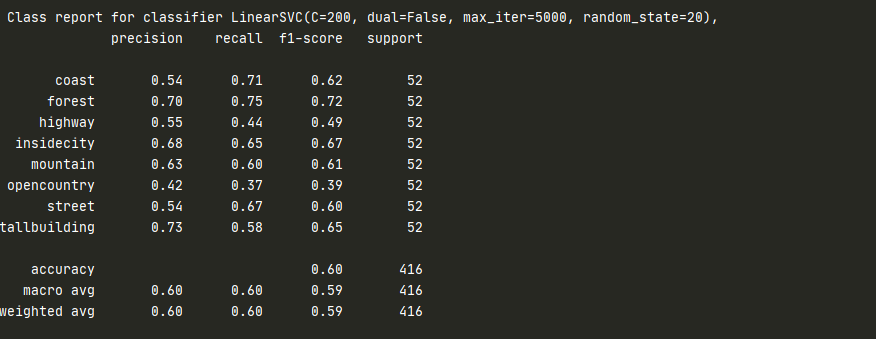 Class report for classifier LinearSVC(C=200, dual=False, max_iter=5000, random_state=20),
precision recall f1-score support
coast 0.54 0.71 0.62 52
forest 0.70 0.75 0.72 52
highway 0.55 0.44 0.49 52
insidecity 0.68 0.65 0.67 52
mountain 0.63 0.60 0.61 52
opencountry 0.42 0.37 0.39 52
street 0.54 0.67 0.60 52
tallbuilding 0.73 0.58 0.65 52
accuracy 0.60 416
macro avg 0.60 0.60 0.59 416
weighted avg 0.60 0.60 0.59 416